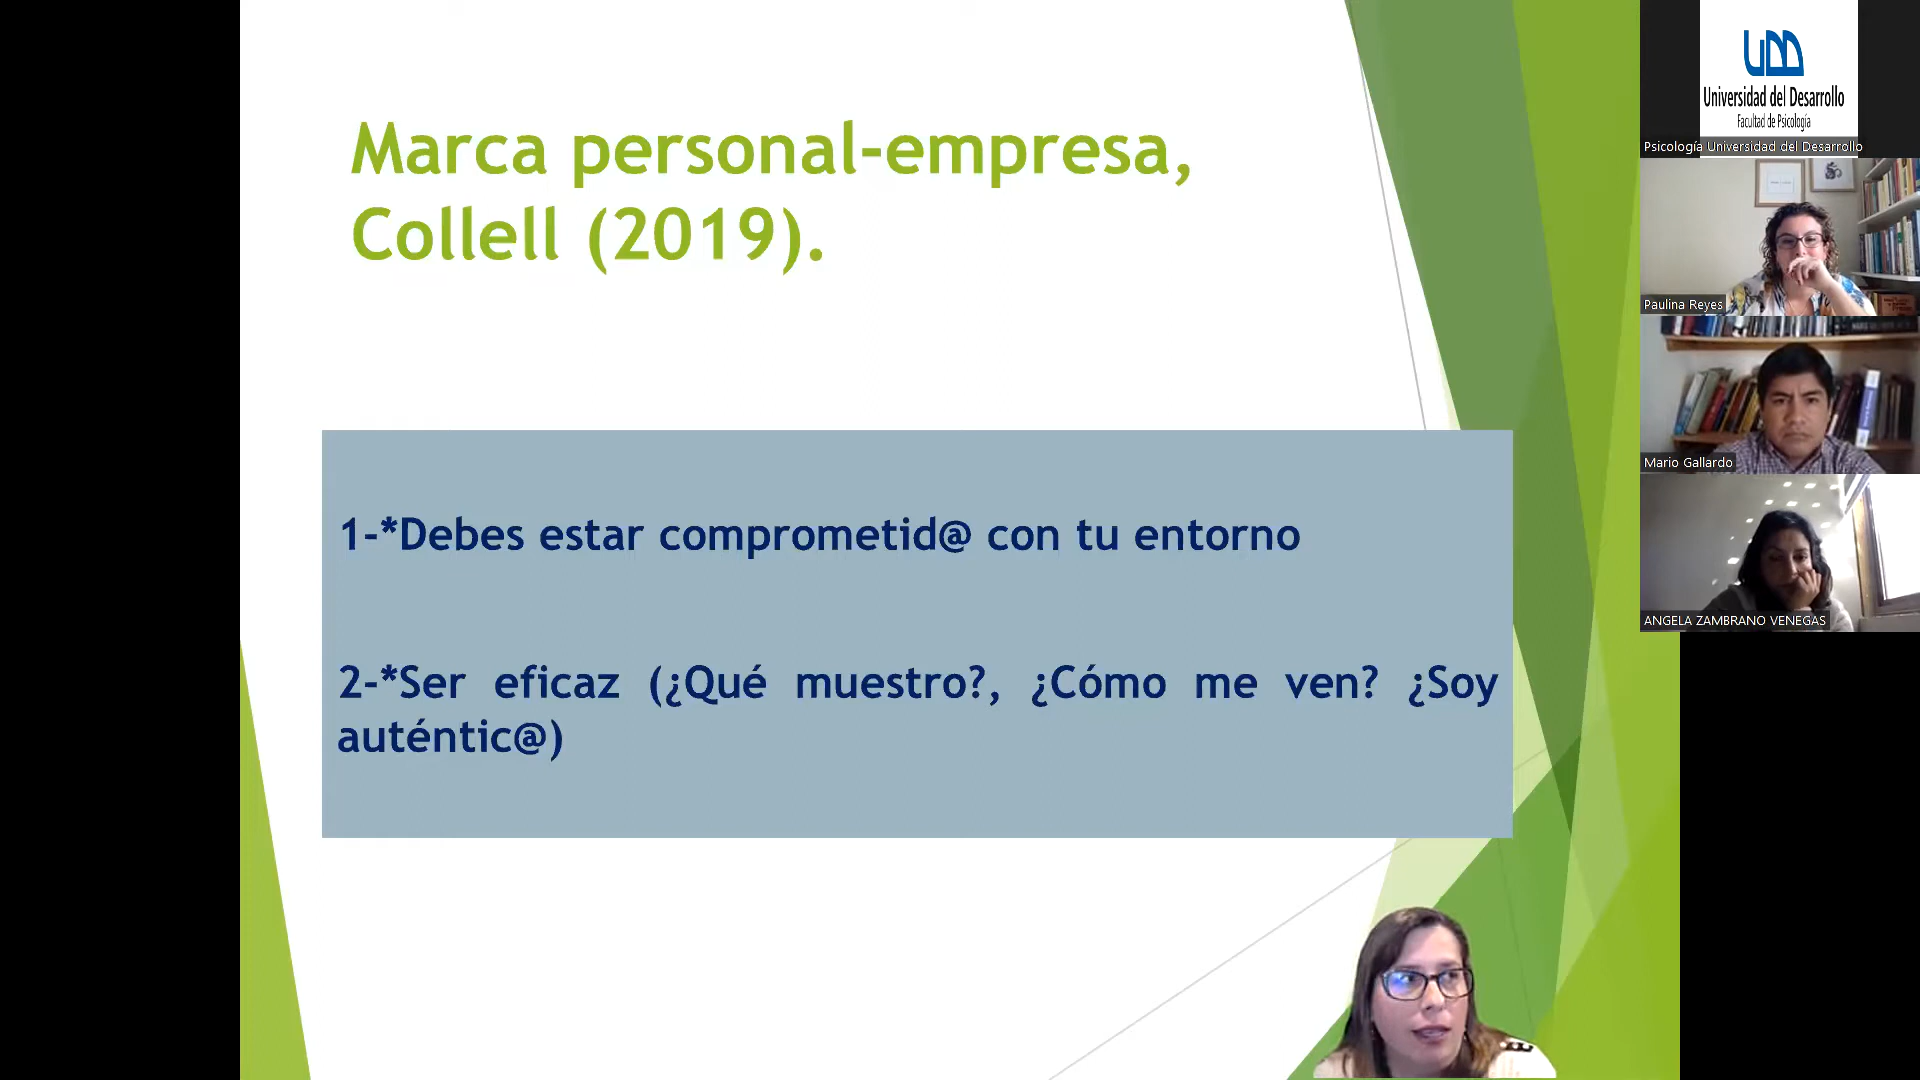 Marca personal-empresa,
Collell (2019).
1-*Debes estar comprometid@ con tu entorno
2-*Ser eficaz (¿Qué muestro?, ¿Cómo me ven? ¿Soy
auténtic@)
UDD
Universidad del Desarrollo
Facultad de Psicología
Psicología Universidad del Desarrollo
Paulina Reyes
Mario Gallardo
ANGELA ZAMBRANO VENEGAS